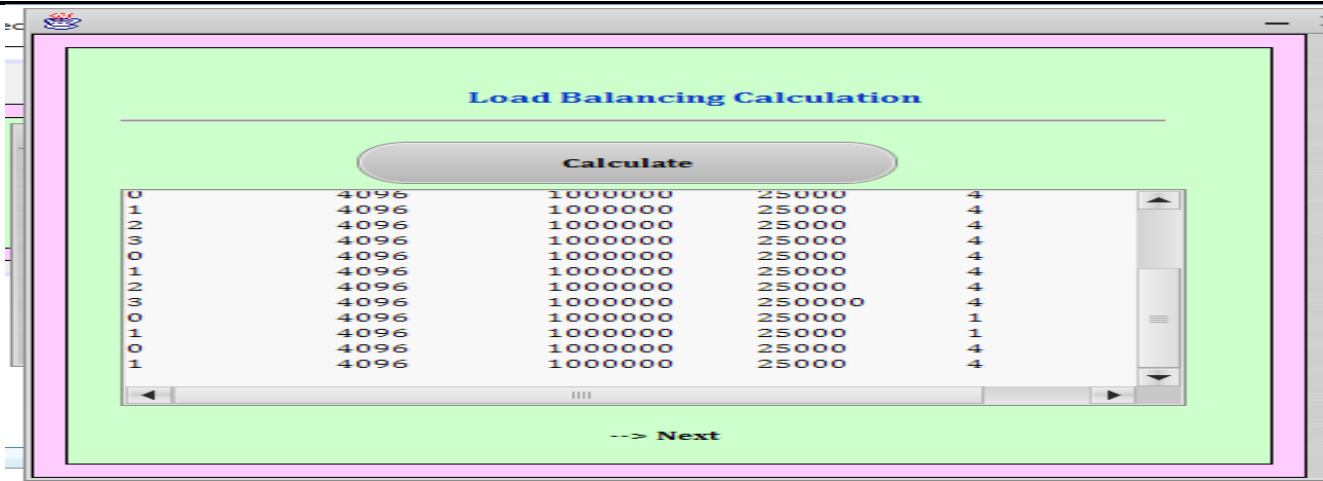 ec
Load Balancing Calculation
Calculate
0 4096 1000000 25000 4
1 4096 1000000 25000 4
2 4096 1000000 25000 4
3 4096 1000000 25000 4
0 4096 1000000 25000 4
1 4096 1000000 25000 4
2 4096 1000000 25000 4
3 4096 1000000 250000 4
0 4096 1000000 25000 1
1 4096 1000000 25000 1
0 4096 1000000 25000 4
1 4096 1000000 25000 4
--> Next